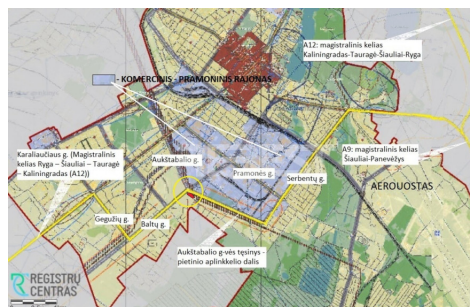 A12: magistralinis kelias
Kaliningradas-Tauragė-Šiauliai-Ryga
- KOMERCINIS - PRAMONINIS RAJONAS
Karaliaučiaus g. (Magistralinis
kelias Ryga – Šiauliai – Tauragė
– Kaliningradas (A12))
Aukštabalio g.
Pramonės g.
Serbentų g.
A9: magistralinis kelias
Šiauliai-Panevėžys
AEROUOSTAS
Gegužių g.
Baltų g.
Aukštabalio g-vės tęsinys -
pietinio aplinkkelio dalis
REGISTRŲ
CENTRAS